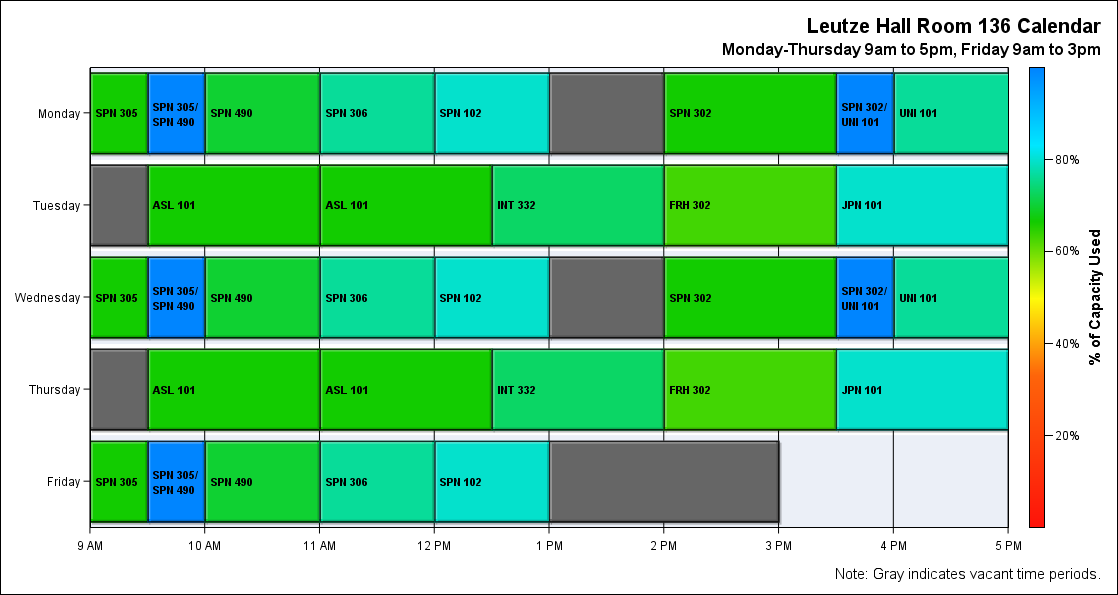 Leutze Hall Room 136 Calendar
Monday-Thursday 9am to 5pm, Friday 9am to 3pm
Monday
SPN 305
SPN 305/
SPN 490
SPN 490
SPN 306
SPN 102
SPN 302
SPN 302/
UNI 101
UNI 101
Tuesday
ASL 101
ASL 101
INT 332
FRH 302
JPN 101
Wednesday
SPN 305
SPN 305/
SPN 490
SPN 490
SPN 306
SPN 102
SPN 302
SPN 302/
UNI 101
UNI 101
Thursday
ASL 101
ASL 101
INT 332
FRH 302
JPN 101
Friday
SPN 305
SPN 305/
SPN 490
SPN 490
SPN 306
SPN 102
9 AM 10 AM 11 AM 12 PM 1 PM 2 PM 3 PM 4 PM 5 PM
80%
60%
40%
20%
% of Capacity Used
Note: Gray indicates vacant time periods.